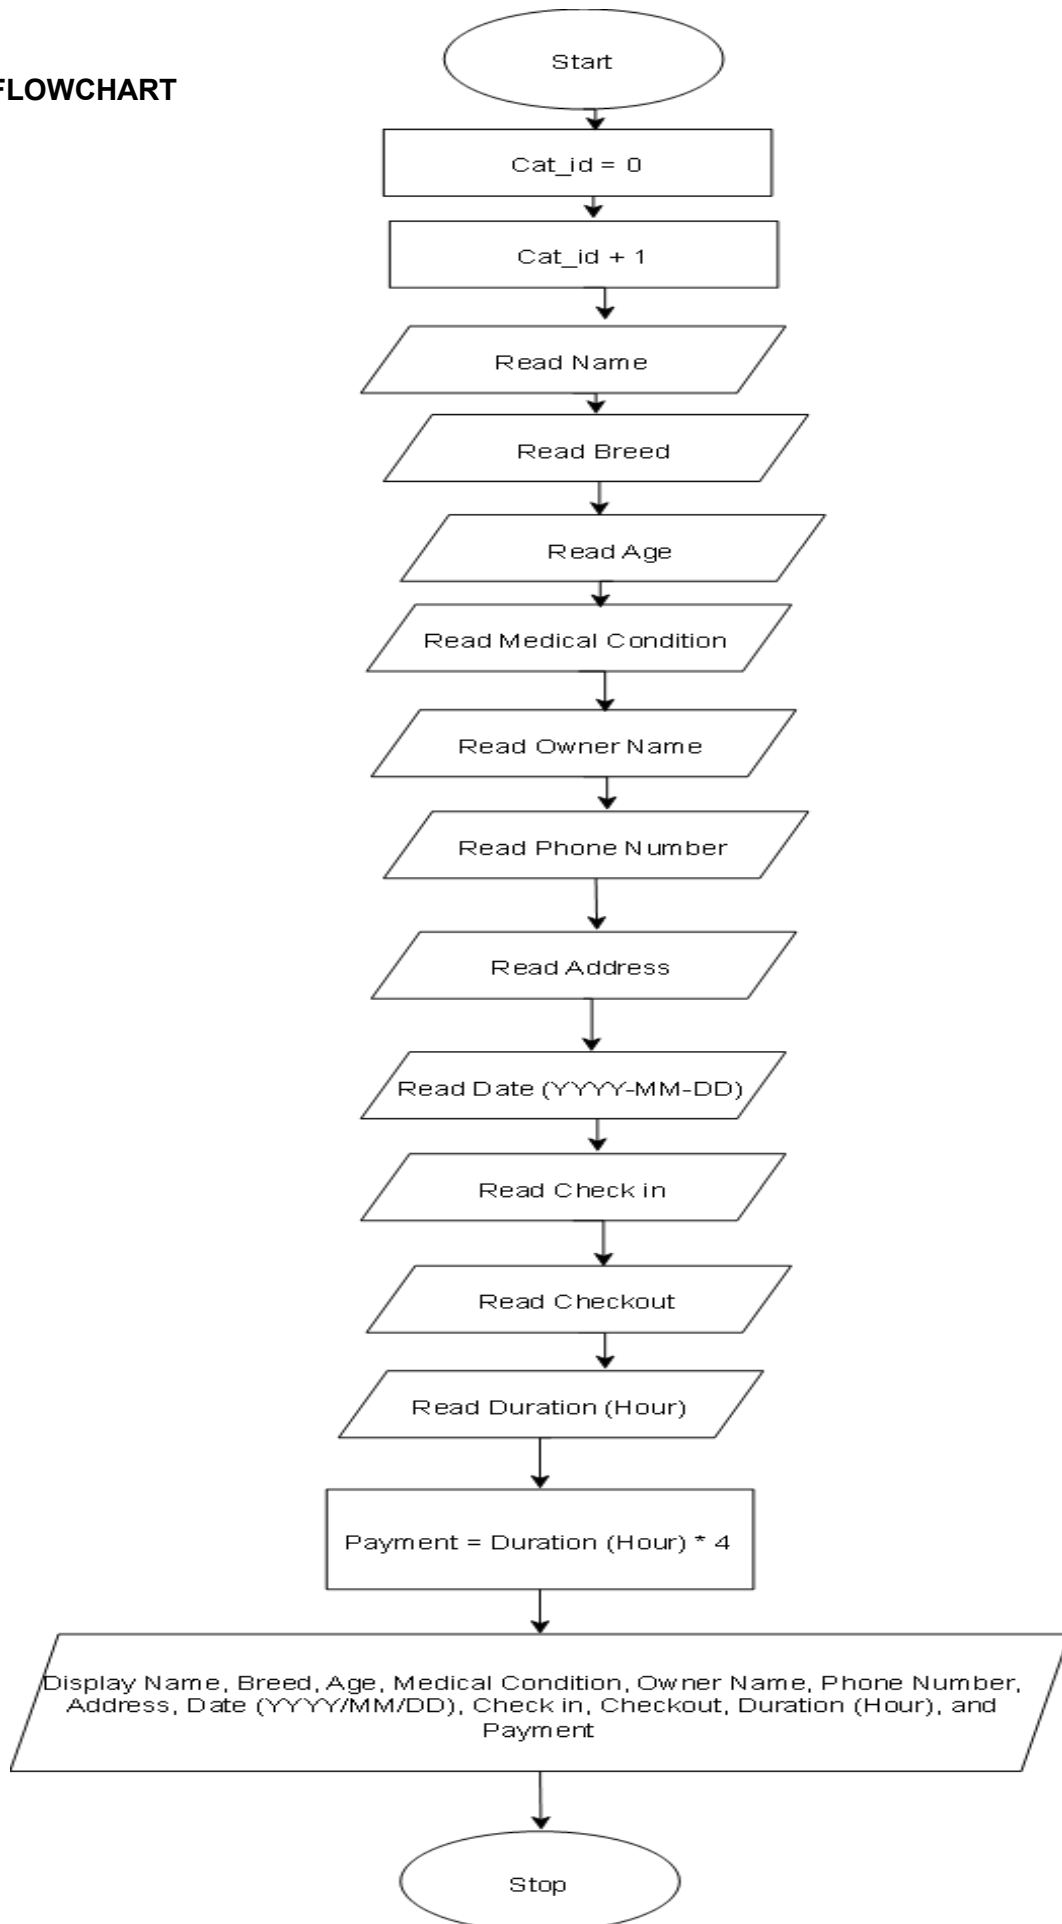 Start
FLOWCHART
Cat_id = 0
Cat_id + 1
Read Name
Read Breed
Read Age
Read Medical Condition
Read Owner Name
Read Phone Number
Read Address
Read Date (YYYY-MM-DD)
Read Check in
Read Checkout
Read Duration (Hour)
Payment = Duration (Hour) * 4
Display Name, Breed, Age, Medical Condition, Owner Name, Phone Number,
Address, Date (YYYY/MM/DD), Check in, Checkout, Duration (Hour), and
Payment
Stop